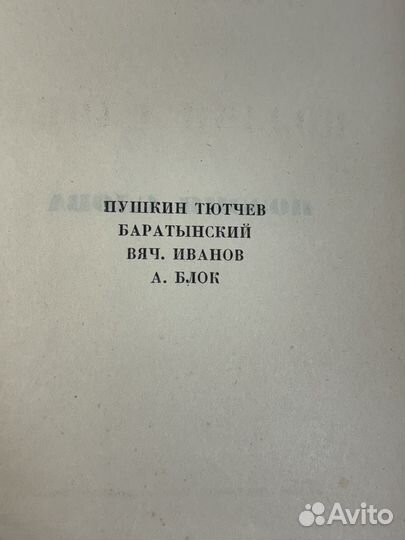 ПУШКИН ТЮТЧЕВ
БАРАТЫНСКИЙ
ВЯЧ. ИВАНОВ
А. БЛОК
Avito